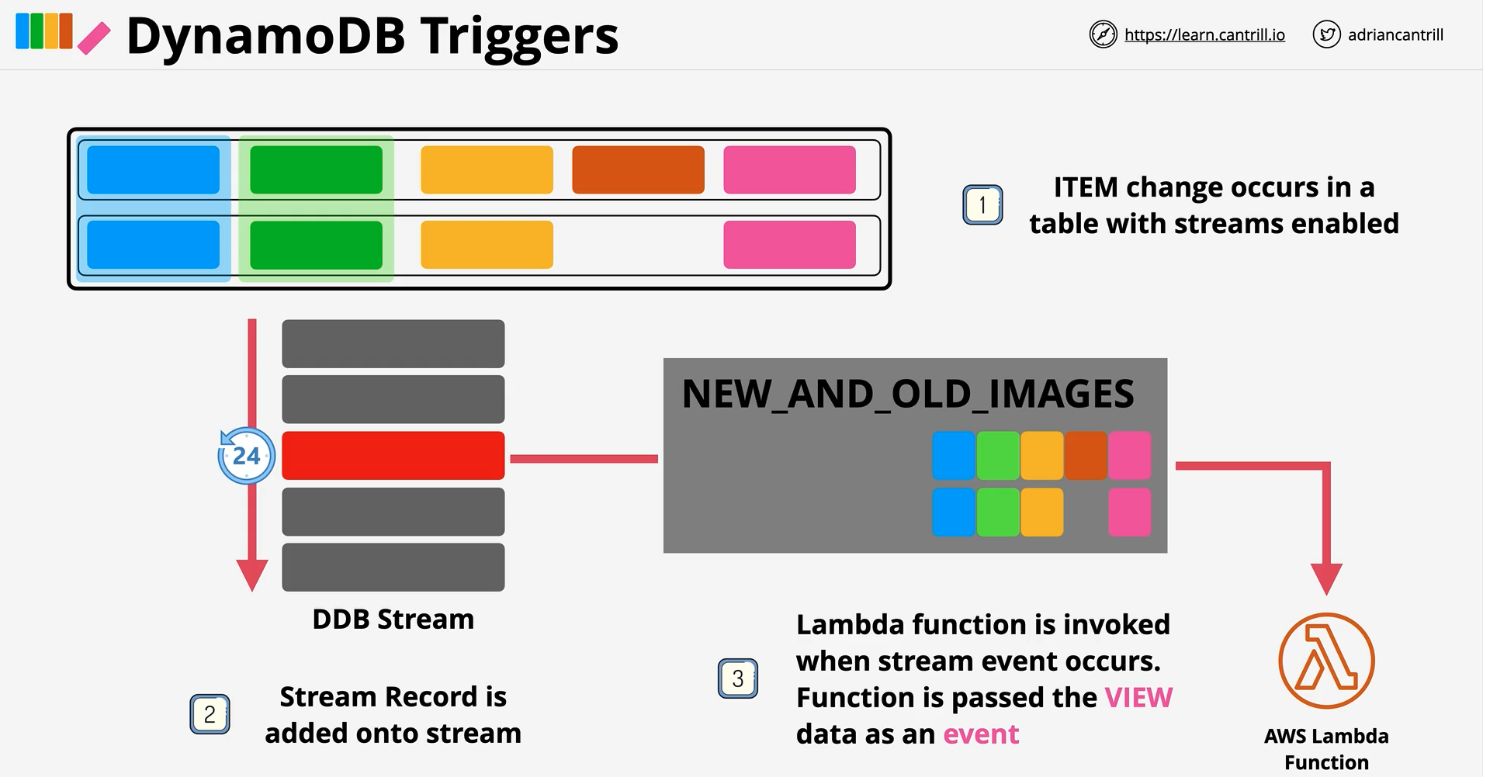 DynamoDB Triggers
https://learn.cantrill.io
adriancantrill
1
ITEM change occurs in a
table with streams enabled
24
NEW_AND_OLD_IMAGES
DDB Stream
2
Stream Record is
added onto stream
3
Lambda function is invoked
when stream event occurs.
Function is passed the VIEW
data as an event
AWS Lambda
Function